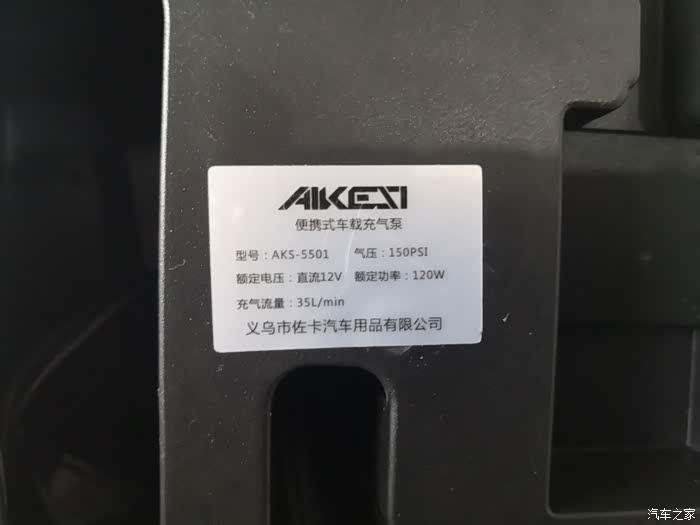 AIKESI
便携式车载充气泵
型号：AKS-5501 气压：150PSI
额定电压：直流12V 额定功率：120W
充气流量：35L/min
义乌市佐卡汽车用品有限公司
汽车之家